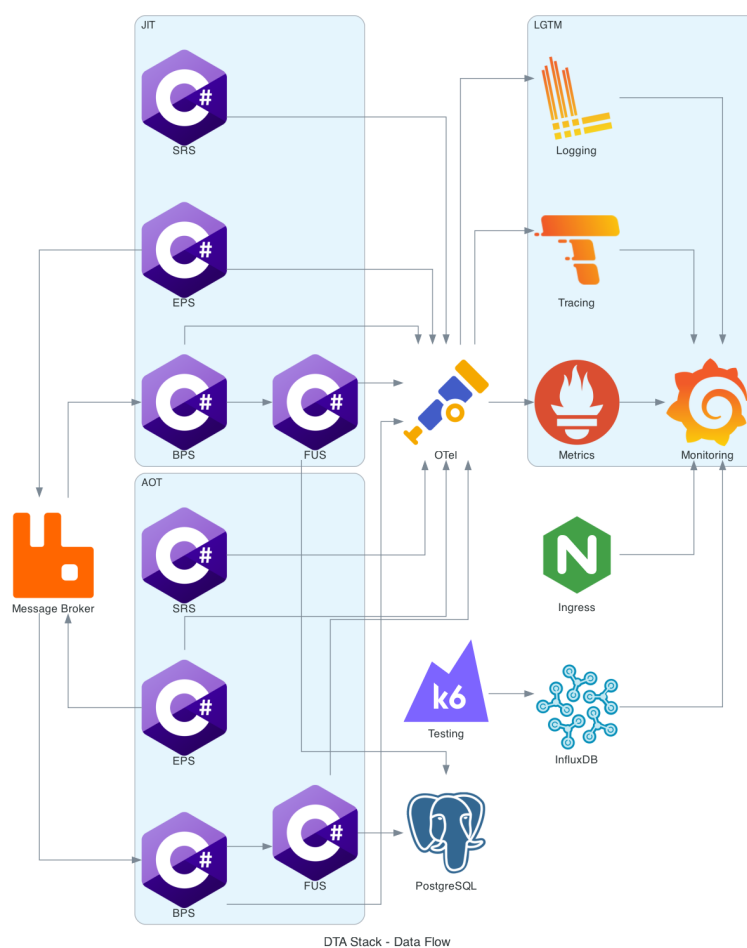 JIT
LGTM
C#
SRS
Logging
C#
EPS
Tracing
C#
BPS
C#
FUS
OTel
Metrics
Monitoring
AOT
C#
SRS
Message Broker
N
Ingress
C#
EPS
k6
Testing
InfluxDB
C#
BPS
C#
FUS
PostgreSQL
DTA Stack - Data Flow